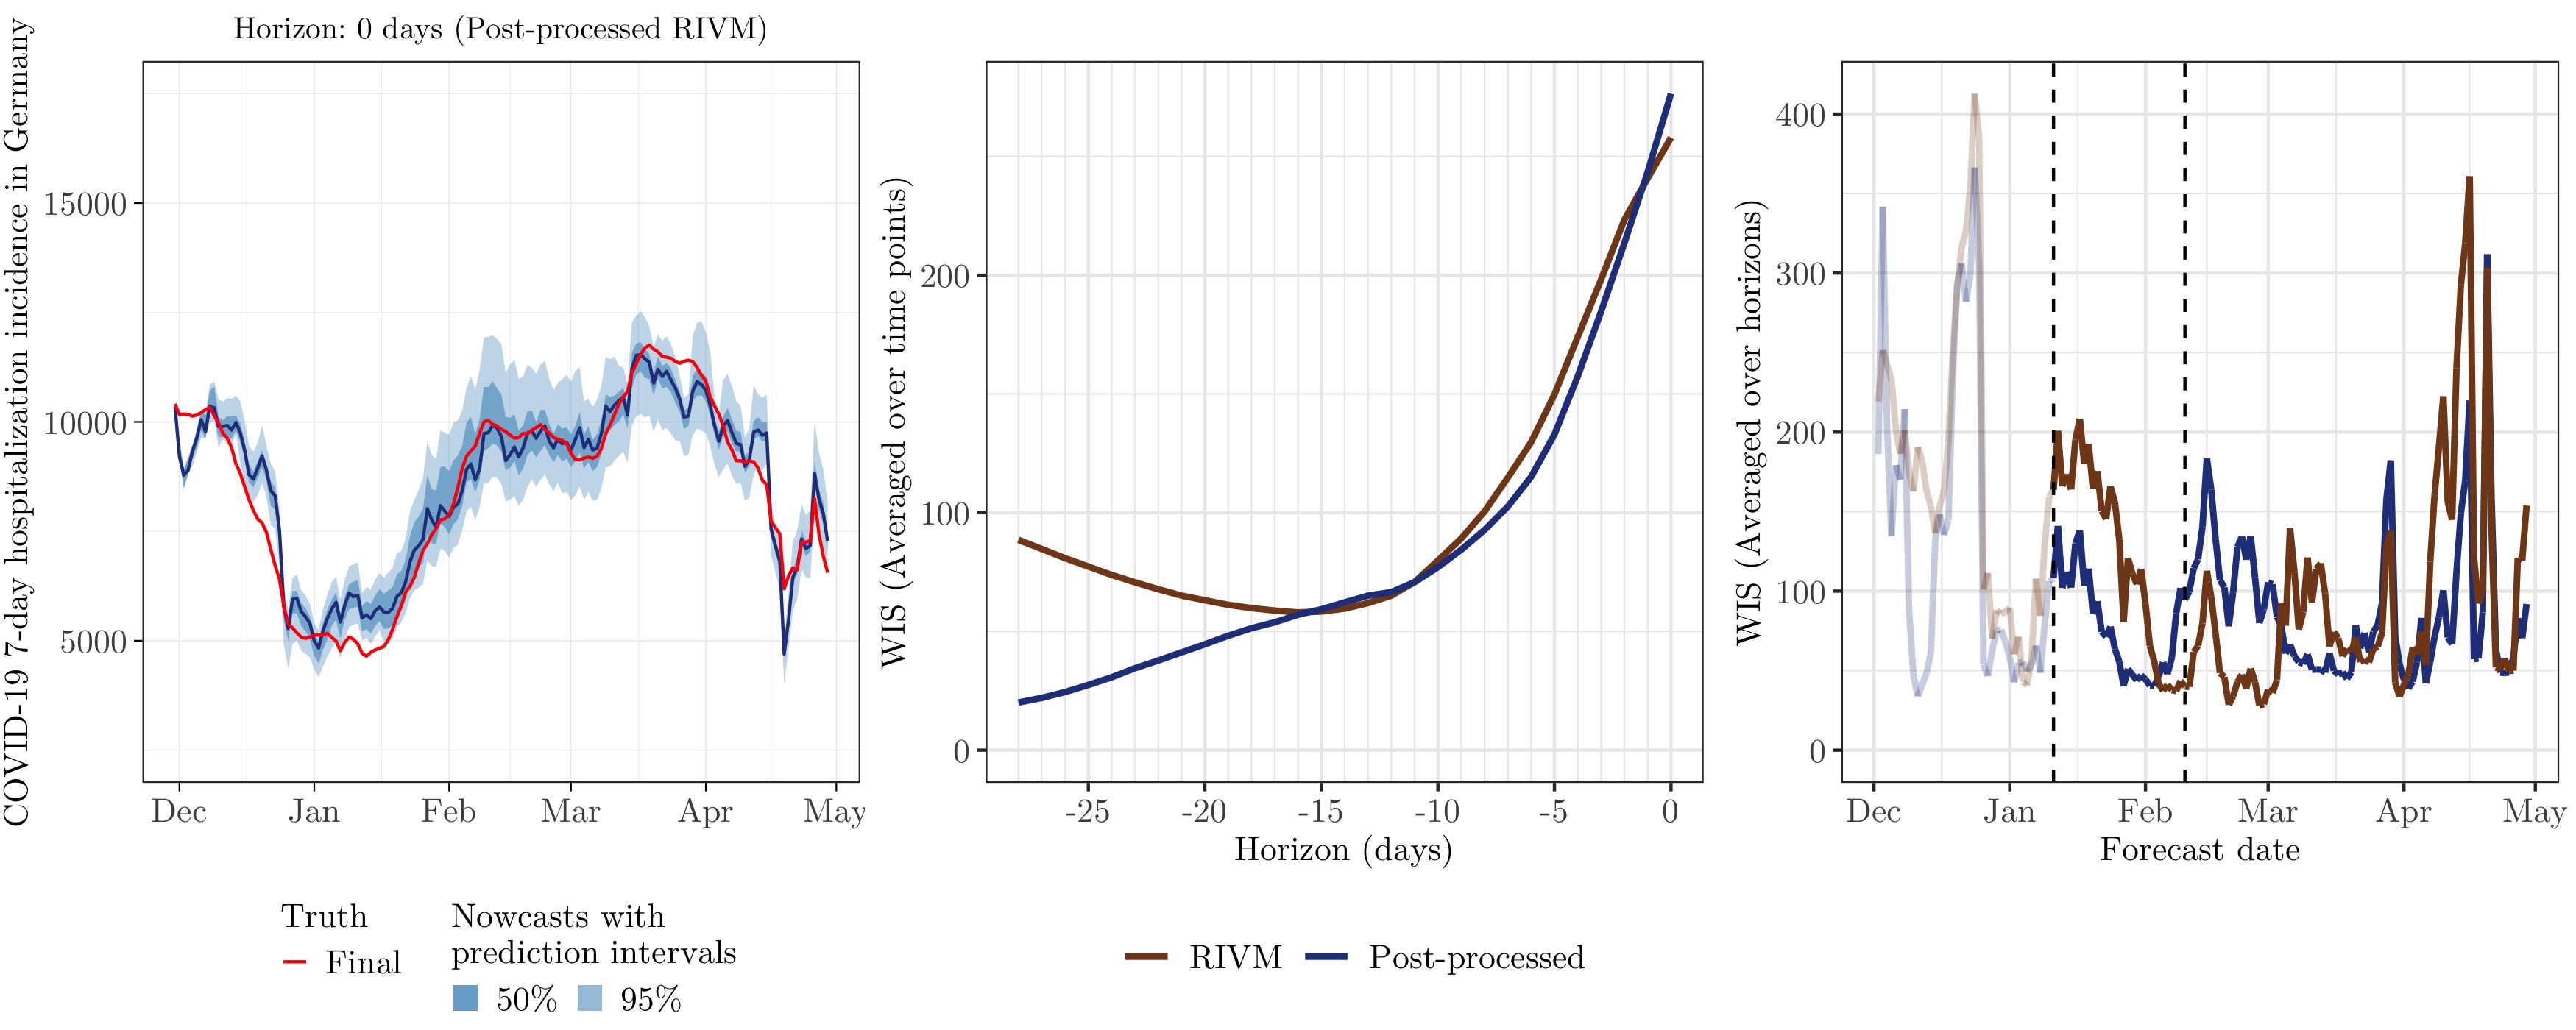 Horizon: 0 days (Post-processed RIVM)
COVID-19 7-day hospitalization incidence in Germany
15000
10000
5000
Dec Jan Feb Mar Apr May
Truth
Final
Nowcasts with
prediction intervals
50% 95%
WIS (Averaged over time points)
200
100
0
-25 -20 -15 -10 -5 0
Horizon (days)
RIVM Post-processed
WIS (Averaged over horizons)
400
300
200
100
0
Dec Jan Feb Mar Apr May
Forecast date